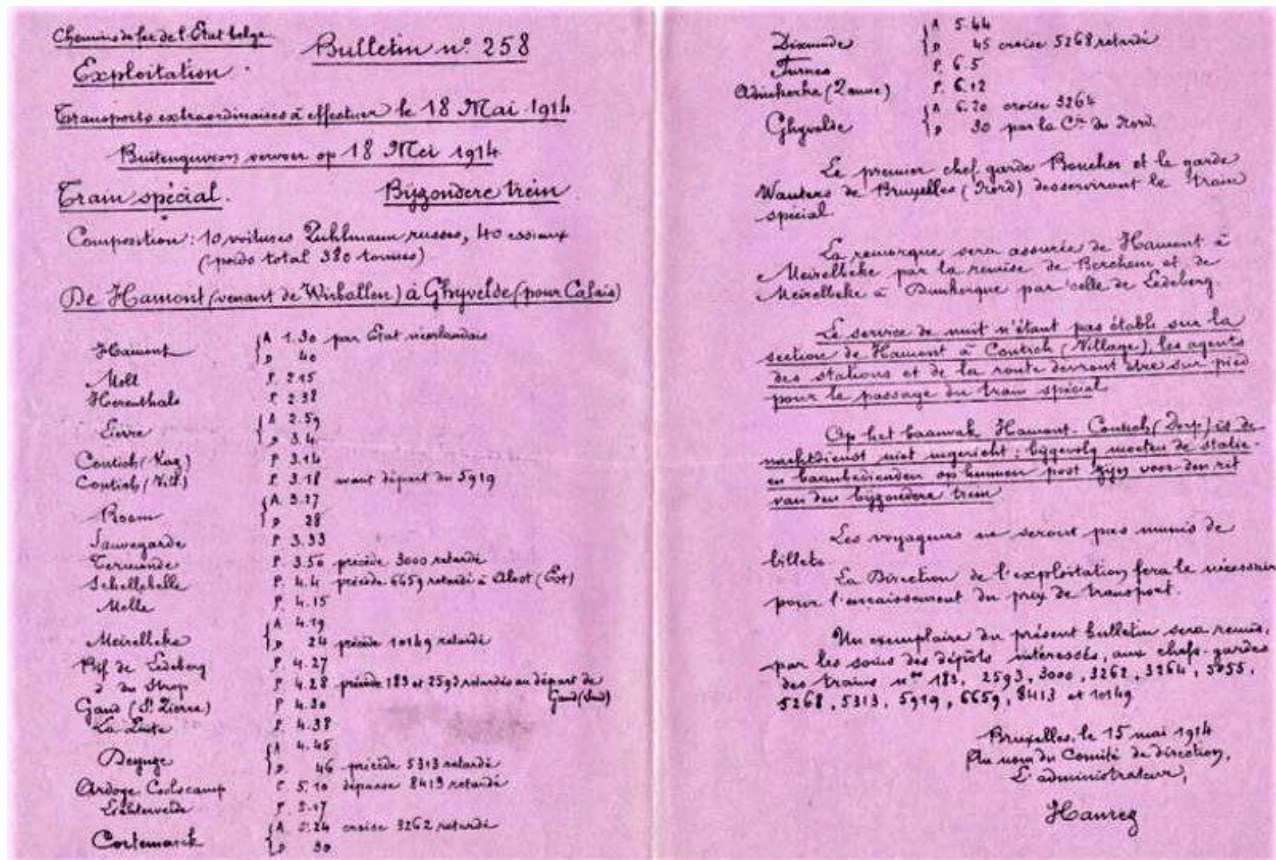 Chemins de fer de l'État belge.
Bulletin nº 258
Exploitation.
Transports extraordinaires à effectuer le 18 Mai 1914
Buitengewoon vervoer op 18 Mei 1914
Train spécial. Byzondere trein
Composition: 10 voitures russes, 40 essieux
(poids total 380 tonnes)
De Hamont (venant de Wirballen) à Ghyvelde (pour Calais)
Hamont { A 1.30 par État néerlandais
D 40
Moll P. 2.15
Herenthals P. 2.38
Lierre { A 2.59
D 3.4
Contich (Kaz.) P 3.14
Contich (Vill.) P 3.18 avant départ du 5919
Boom { A. 3.27
D 28
Sauvegarde P. 3.33
Termonde P. 3.50 précède 3000 retardé
Schellebelle P. 4.4 précède 6659 retardé à Alost (Est)
Melle P. 4.15
Meirelbeke { A 4.19
D 24 précède 10149 retardé
Bif de Ledeberg P 4.27
d du Strop P 4.28 précède 183 et 2593 retardés au départ de
Gand (St Pierre) P 4.30 Gand (Sud)
La Lieste P 4.38
Deynze { A 4.45
D 46 précède 5313 retardé
Ardoye Coolscamp P 5.10 dépasse 8413 retardé
Lichtervelde P 5.17
Cortemarck { A 5.24 croise 3262 retardé
D 30
Dixmude { A 5.44
D 45 croise 5268 retardé
Furnes P. 6.5
Adinkerke (Panne) P. 6.12
Ghyvelde { A 6.20 croise 3264
D 30 par la Cie du Nord.
Le premier chef garde Boucher et le garde
Wauters de Bruxelles (Nord) desserviront le train
spécial.
La remorque sera assurée de Hamont à
Meirelbeke par la remise de Berchem et de
Meirelbeke à Dunkerque par celle de Ledeberg.
Le service de nuit n'étant pas établi sur la
section de Hamont à Contich (Village), les agents
des stations et de la route devront être sur pied
pour le passage du train spécial
Op het baanvak Hamont-Contich (Dorp) is de
nachtdienst niet ingericht; bijgevolg moeten de statie-
en baanbedienden op hunnen post zyn voor den rit
van den byzondere trein
Les voyageurs ne seront pas munis de
billets.
La Direction de l'exploitation fera le nécessaire
pour l'encaissement du prix de transport.
Un exemplaire du présent bulletin sera remis,
par les soins des dépôts intéressés, aux chefs-gardes
des trains nos 183, 2593, 3000, 3262, 3264,
5268, 5313, 5919, 6659, 8413 et 10149
Bruxelles, le 15 mai 1914
Au nom du Comité de direction,
L'administrateur,
Hanrez